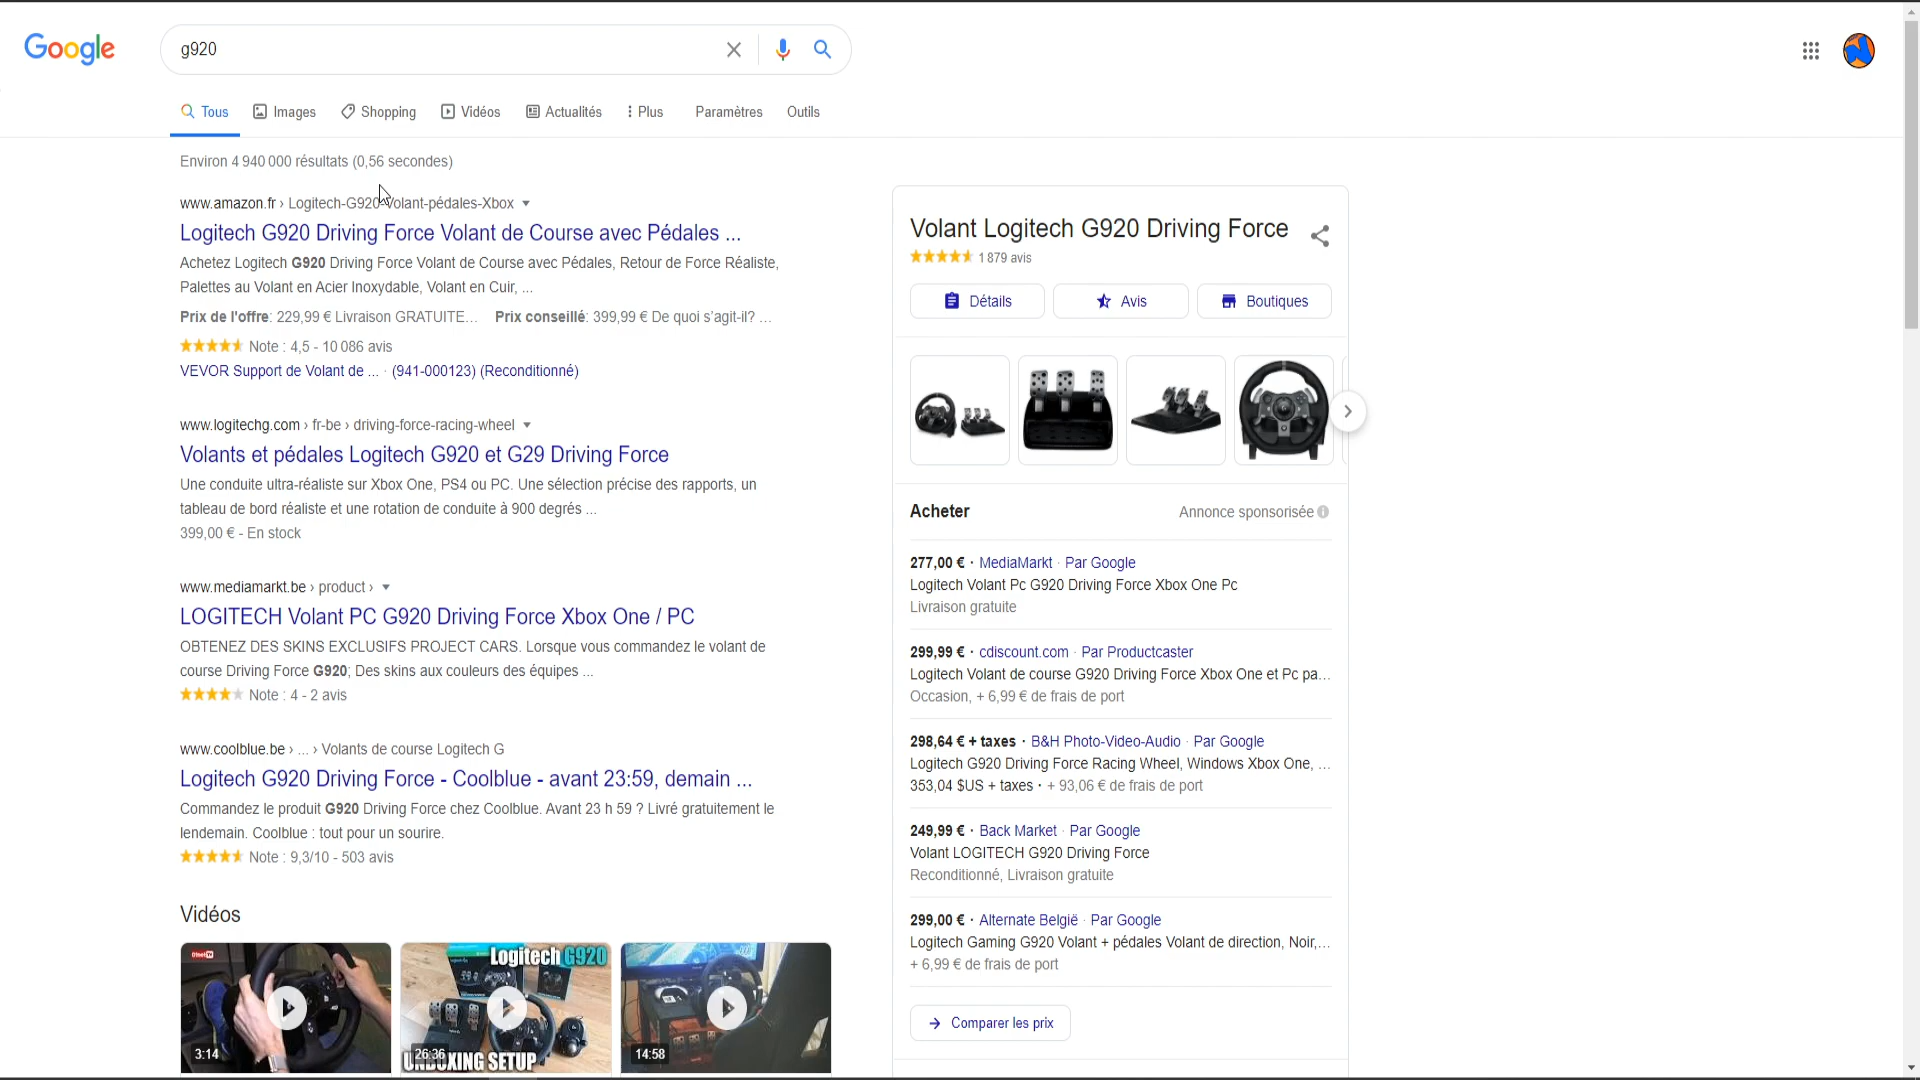 Google
g920
Tous
Images
Shopping
Vidéos
Actualités
Plus
Paramètres
Outils
Environ 4 940 000 résultats (0,56 secondes)
www.amazon.fr › Logitech-G920-Volant-pédales-Xbox
Logitech G920 Driving Force Volant de Course avec Pédales ...
Achetez Logitech G920 Driving Force Volant de Course avec Pédales, Retour de Force Réaliste,
Palettes au Volant en Acier Inoxydable, Volant en Cuir, ...
Prix de l'offre: 229,99 € Livraison GRATUITE... Prix conseillé: 399,99 € De quoi s'agit-il? ...
Note : 4,5 - 10 086 avis
VEVOR Support de Volant de ... · (941-000123) (Reconditionné)
www.logitechg.com › fr-be › driving-force-racing-wheel
Volants et pédales Logitech G920 et G29 Driving Force
Une conduite ultra-réaliste sur Xbox One, PS4 ou PC. Une sélection précise des rapports, un
tableau de bord réaliste et une rotation de conduite à 900 degrés ...
399,00 € - En stock
www.mediamarkt.be › product ›
LOGITECH Volant PC G920 Driving Force Xbox One / PC
OBTENEZ DES SKINS EXCLUSIFS PROJECT CARS. Lorsque vous commandez le volant de
course Driving Force G920; Des skins aux couleurs des équipes ...
Note : 4 - 2 avis
www.coolblue.be › ... › Volants de course Logitech G
Logitech G920 Driving Force - Coolblue - avant 23:59, demain ...
Commandez le produit G920 Driving Force chez Coolblue. Avant 23 h 59 ? Livré gratuitement le
lendemain. Coolblue : tout pour un sourire.
Note : 9,3/10 - 503 avis
Vidéos
3:14
Logitech G920
26:36
UNBOXING SETUP
14:58
Volant Logitech G920 Driving Force
1 879 avis
Détails
Avis
Boutiques
Acheter
Annonce sponsorisée
277,00 € · MediaMarkt · Par Google
Logitech Volant Pc G920 Driving Force Xbox One Pc
Livraison gratuite
299,99 € · cdiscount.com · Par Productcaster
Logitech Volant de course G920 Driving Force Xbox One et Pc pa...
Occasion, + 6,99 € de frais de port
298,64 € + taxes · B&H Photo-Video-Audio · Par Google
Logitech G920 Driving Force Racing Wheel, Windows Xbox One, ...
353,04 $US + taxes · + 93,06 € de frais de port
249,99 € · Back Market · Par Google
Volant LOGITECH G920 Driving Force
Reconditionné, Livraison gratuite
299,00 € · Alternate België · Par Google
Logitech Gaming G920 Volant + pédales Volant de direction, Noir,...
+ 6,99 € de frais de port
Comparer les prix